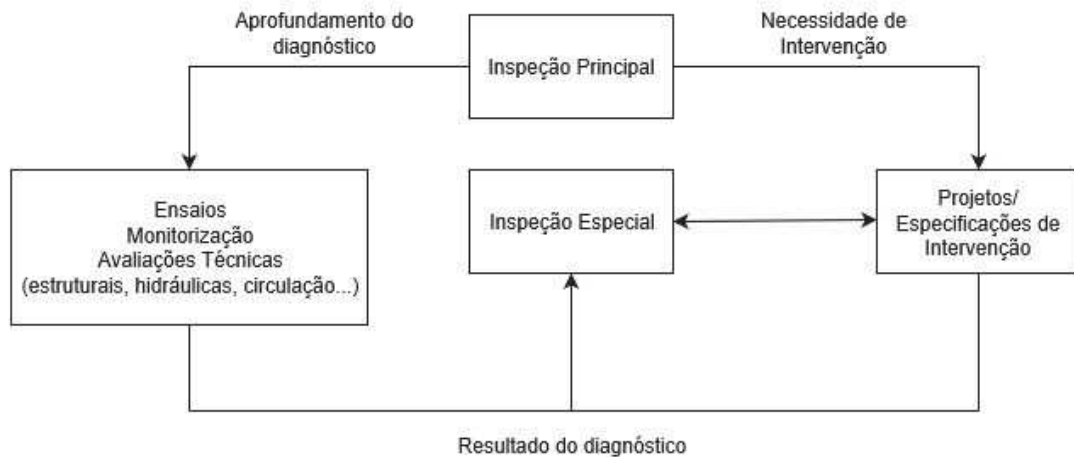 Aprofundamento do
diagnóstico
Inspeção Principal
Necessidade de
Intervenção
Ensaios
Monitorização
Avaliações Técnicas
(estruturais, hidráulicas, circulação...)
Inspeção Especial
Projetos/
Especificações de
Intervenção
Resultado do diagnóstico